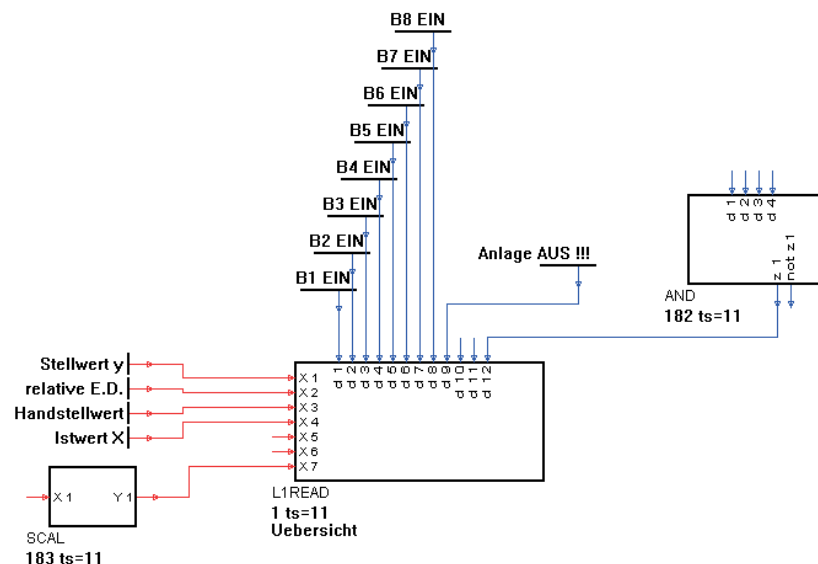 B8 EIN
B7 EIN
B6 EIN
B5 EIN
B4 EIN
B3 EIN
B2 EIN
B1 EIN
Anlage AUS !!!
d 1
d 2
d 3
d 4
z 1
not z 1
AND
182 ts=11
Stellwert y
relative E.D.
Handstellwert
Istwert X
X 1
X 2
X 3
X 4
X 5
X 6
X 7
d 1
d 2
d 3
d 4
d 5
d 6
d 7
d 8
d 9
d 10
d 11
d 12
L1READ
1 ts=11
Uebersicht
X 1
Y 1
SCAL
183 ts=11